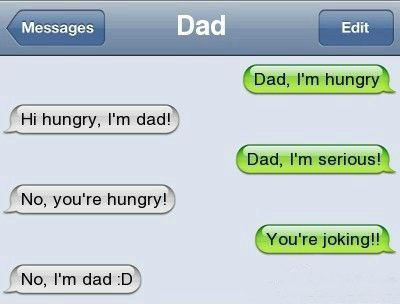 Messages
Dad
Edit
Dad, I'm hungry
Hi hungry, I'm dad!
Dad, I'm serious!
No, you're hungry!
You're joking!!
No, I'm dad :D